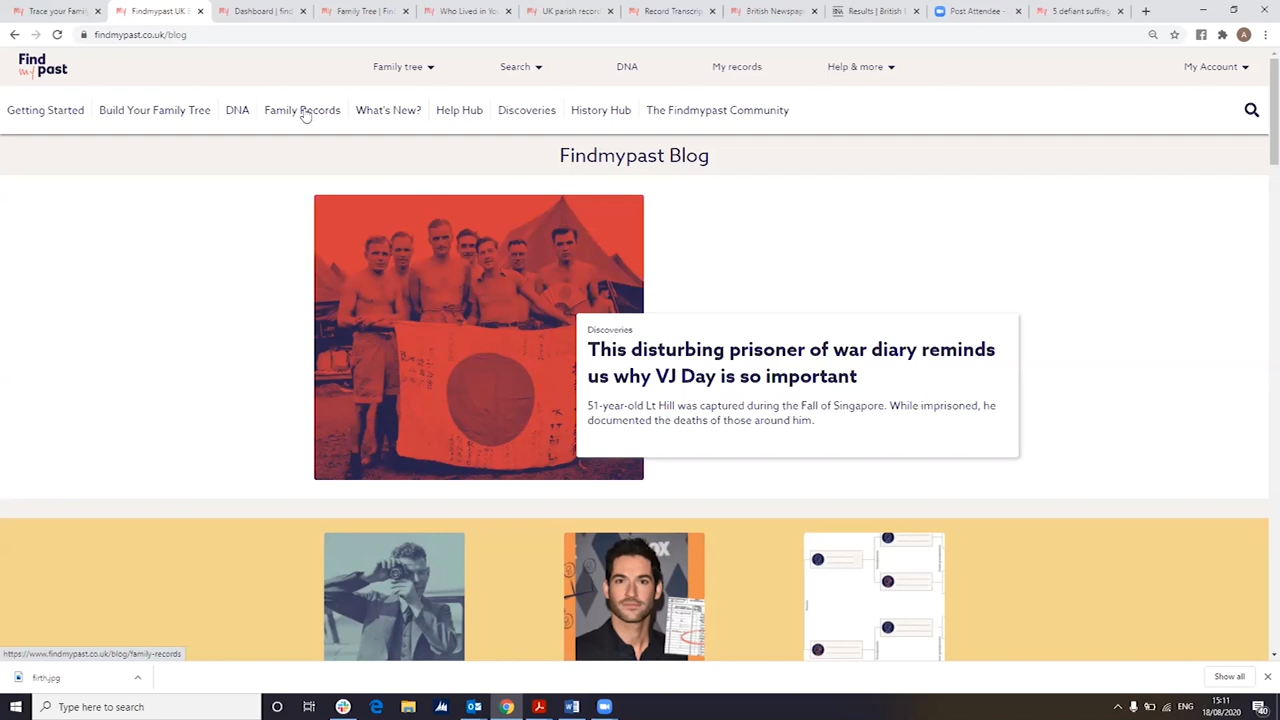 Trace your Family
Findmypast UK B
Dashboard | find
Family Tree | Find
Who Lived in Yo
UK parish record
Record Transcrip
British Newspap
Results | British N
Post Attendee -
5 defiant suffrag
findmypast.co.uk/blog
A
Find my past
Family tree
Search
DNA
My records
Help & more
My Account
Getting Started
Build Your Family Tree
DNA
Family Records
What's New?
Help Hub
Discoveries
History Hub
The Findmypast Community
Findmypast Blog
Discoveries
This disturbing prisoner of war diary reminds
us why VJ Day is so important
51-year-old Lt Hill was captured during the Fall of Singapore. While imprisoned, he
documented the deaths of those around him.
OX
https://www.findmypast.co.uk/blog/family-records
firth.jpg
Show all
Type here to search
ENG
15:11
18/08/2020
40